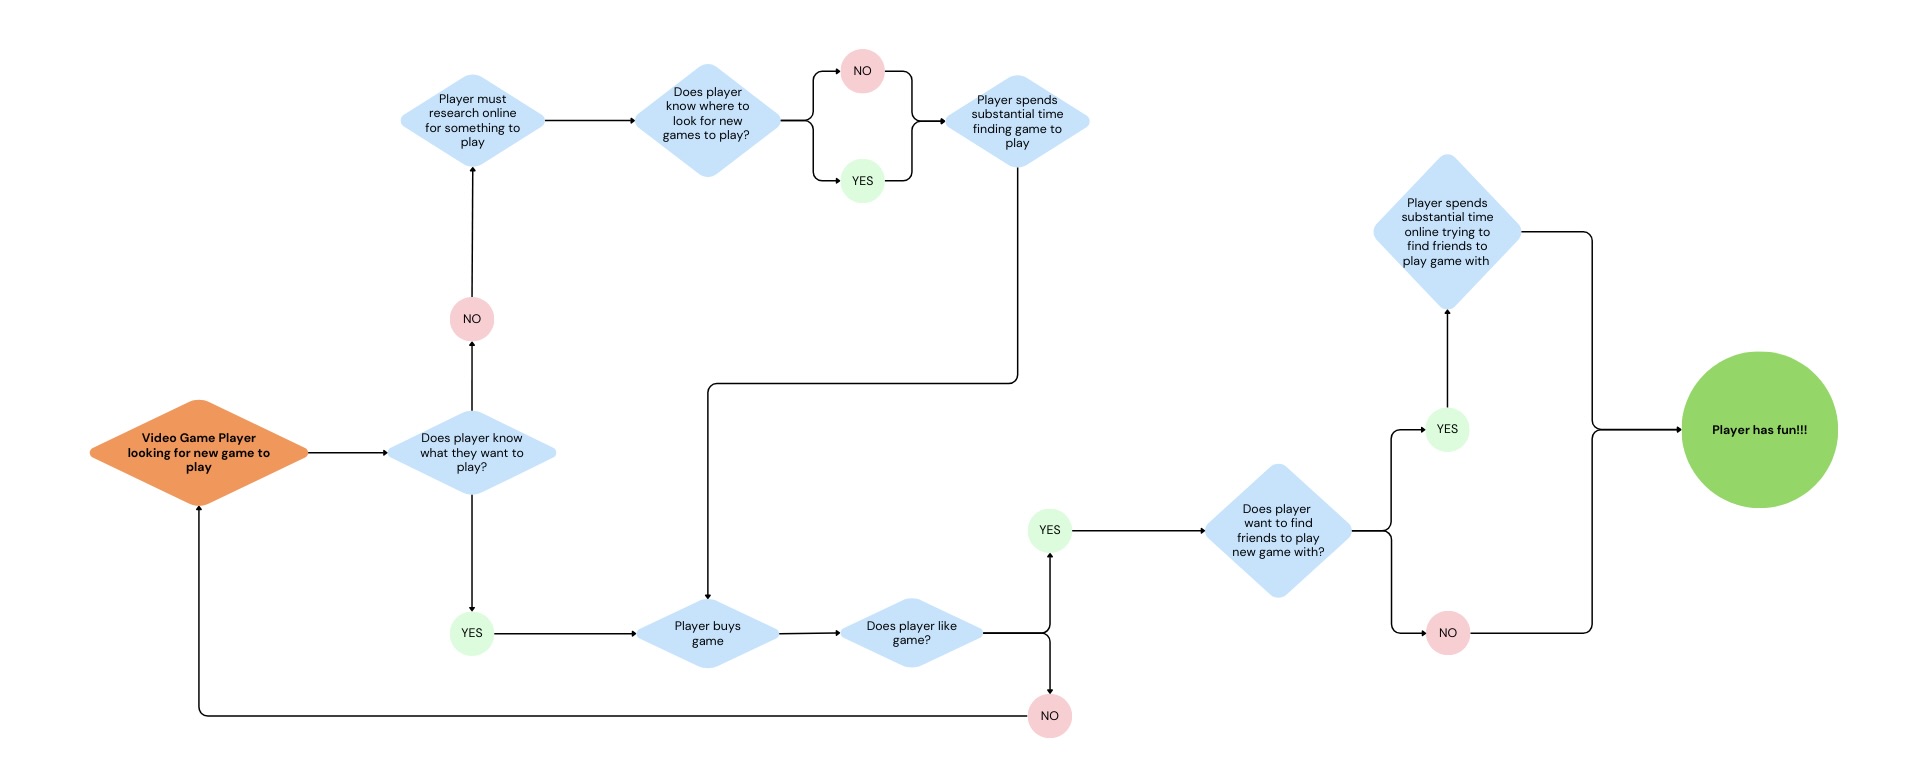 Player must
research online
for something to
play
Does player
know where to
look for new
games to play?
NO
YES
Player spends
substantial time
finding game to
play
Player spends
substantial time
online trying to
find friends to
play game with
NO
Video Game Player
looking for new game to
play
Does player know
what they want to
play?
YES
Player has fun!!!
YES
Does player
want to find
friends to play
new game with?
YES
Player buys
game
Does player like
game?
NO
NO